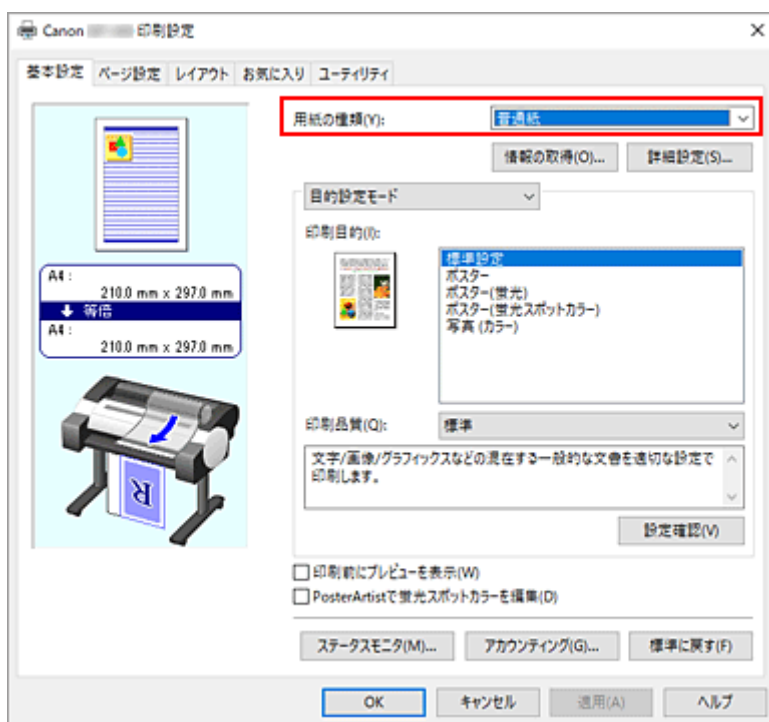 Canon 印刷設定
基本設定 ページ設定 レイアウト お気に入り ユーティリティ
用紙の種類(Y): 普通紙
情報の取得(O)... 詳細設定(S)...
目的設定モード
印刷目的(I):
標準設定
ポスター
ポスター(蛍光)
ポスター(蛍光スポットカラー)
写真 (カラー)
A4 :
210.0 mm x 297.0 mm
等倍
A4 :
210.0 mm x 297.0 mm
R
印刷品質(Q): 標準
文字/画像/グラフィックスなどの混在する一般的な文書を適切な設定で
印刷します。
設定確認(V)
印刷前にプレビューを表示(W)
PosterArtistで蛍光スポットカラーを編集(D)
ステータスモニタ(M)... アカウンティング(G)... 標準に戻す(F)
OK キャンセル 適用(A) ヘルプ